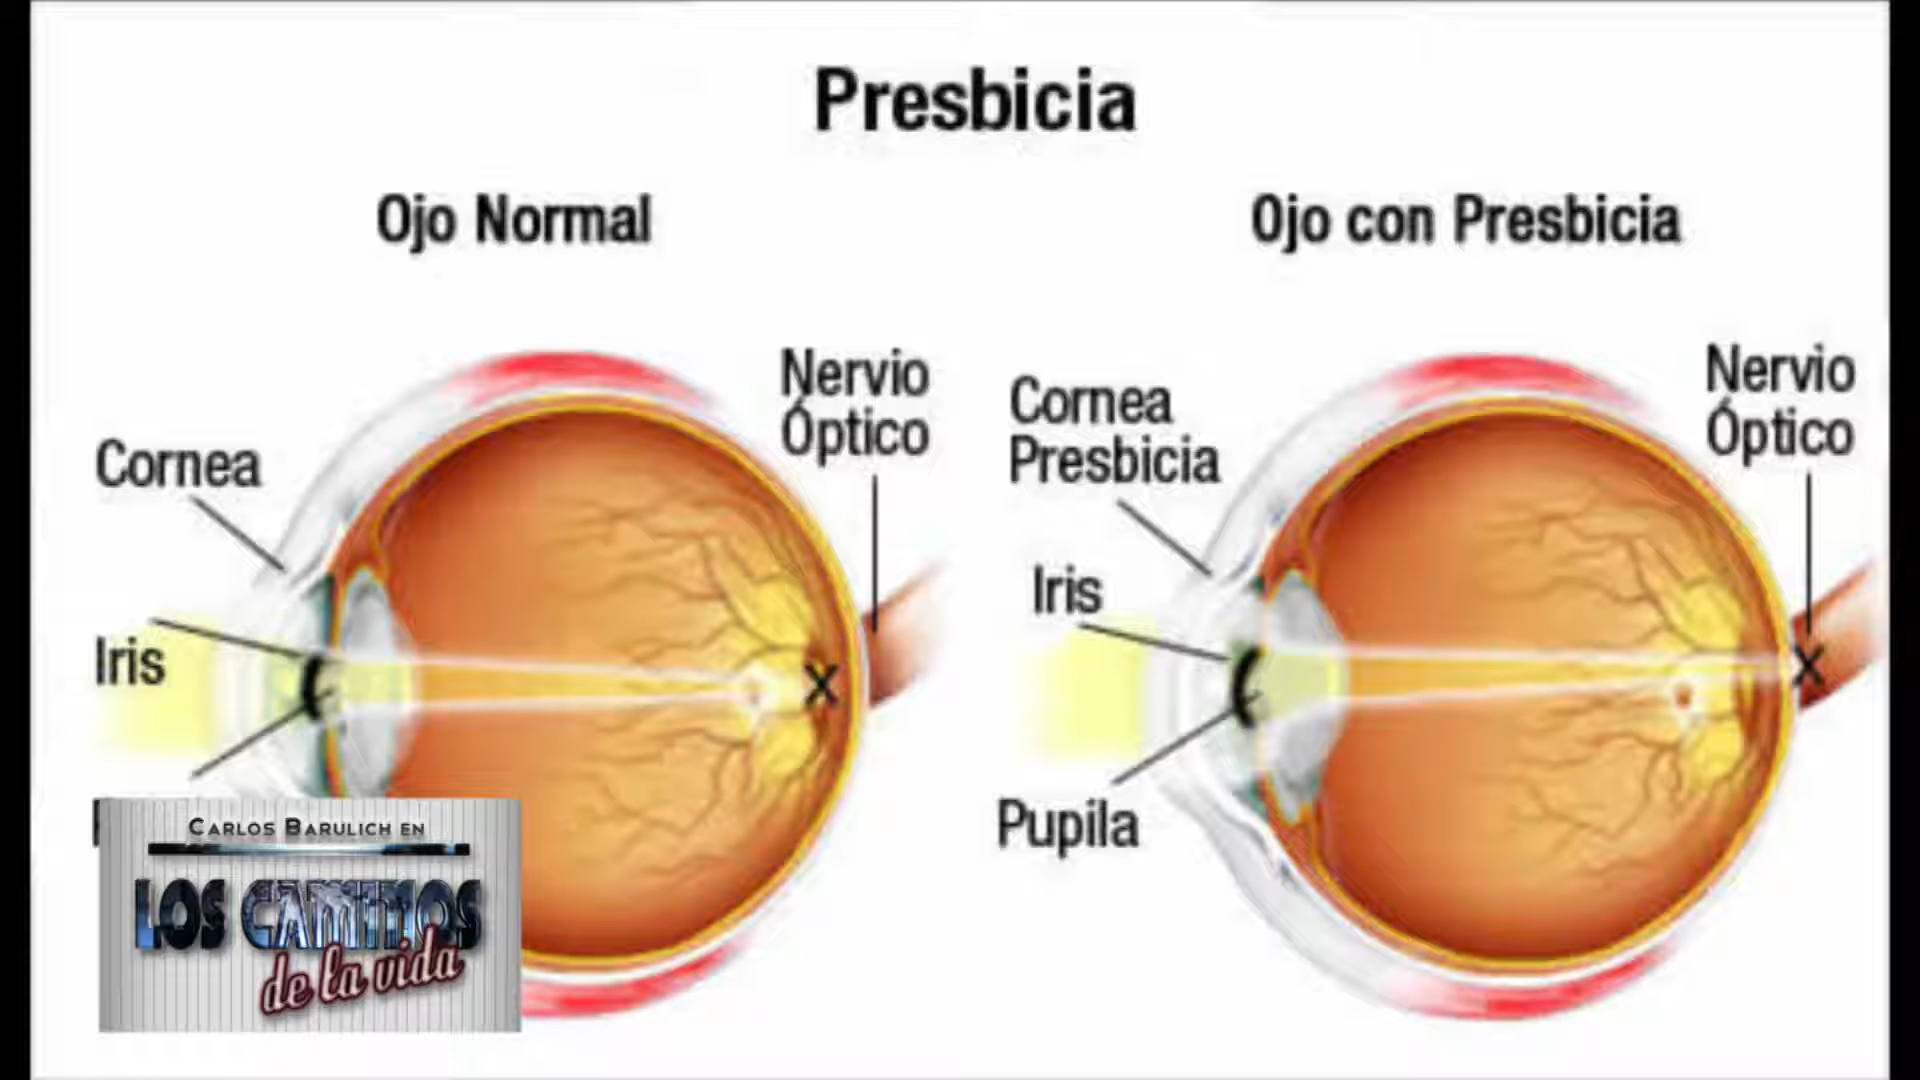 Presbicia
Ojo Normal
Ojo con Presbicia
Nervio
Óptico
Cornea
Iris
X
Cornea
Presbicia
Nervio
Óptico
Iris
X
Pupila
CARLOS BARULICH EN
LOS CAMINOS
de la vida